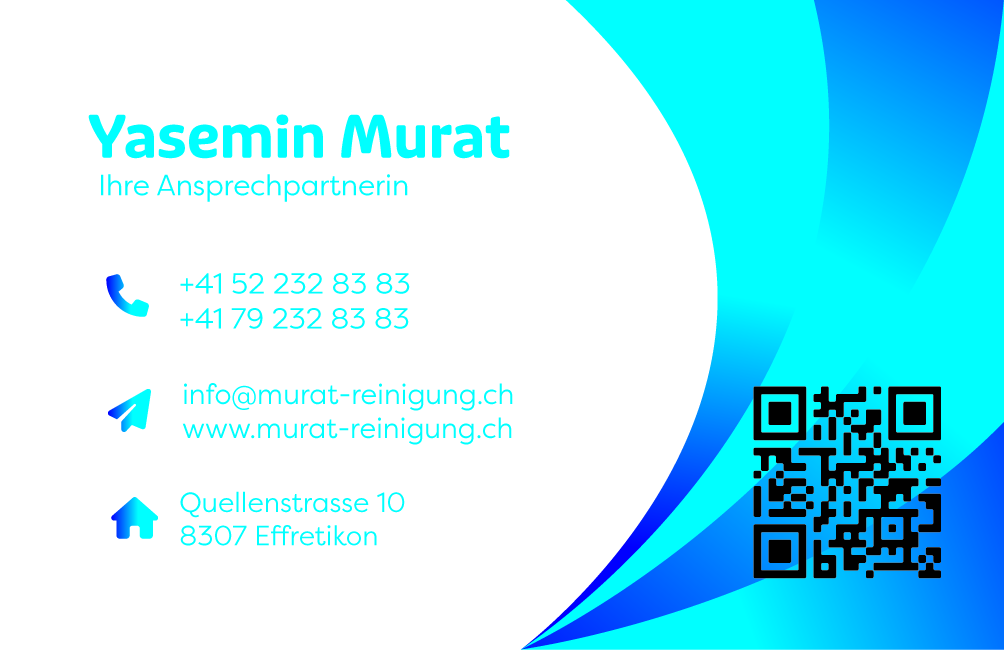 Yasemin Murat
Ihre Ansprechpartnerin
+41 52 232 83 83
+41 79 232 83 83
info@murat-reinigung.ch
www.murat-reinigung.ch
Quellenstrasse 10
8307 Effretikon